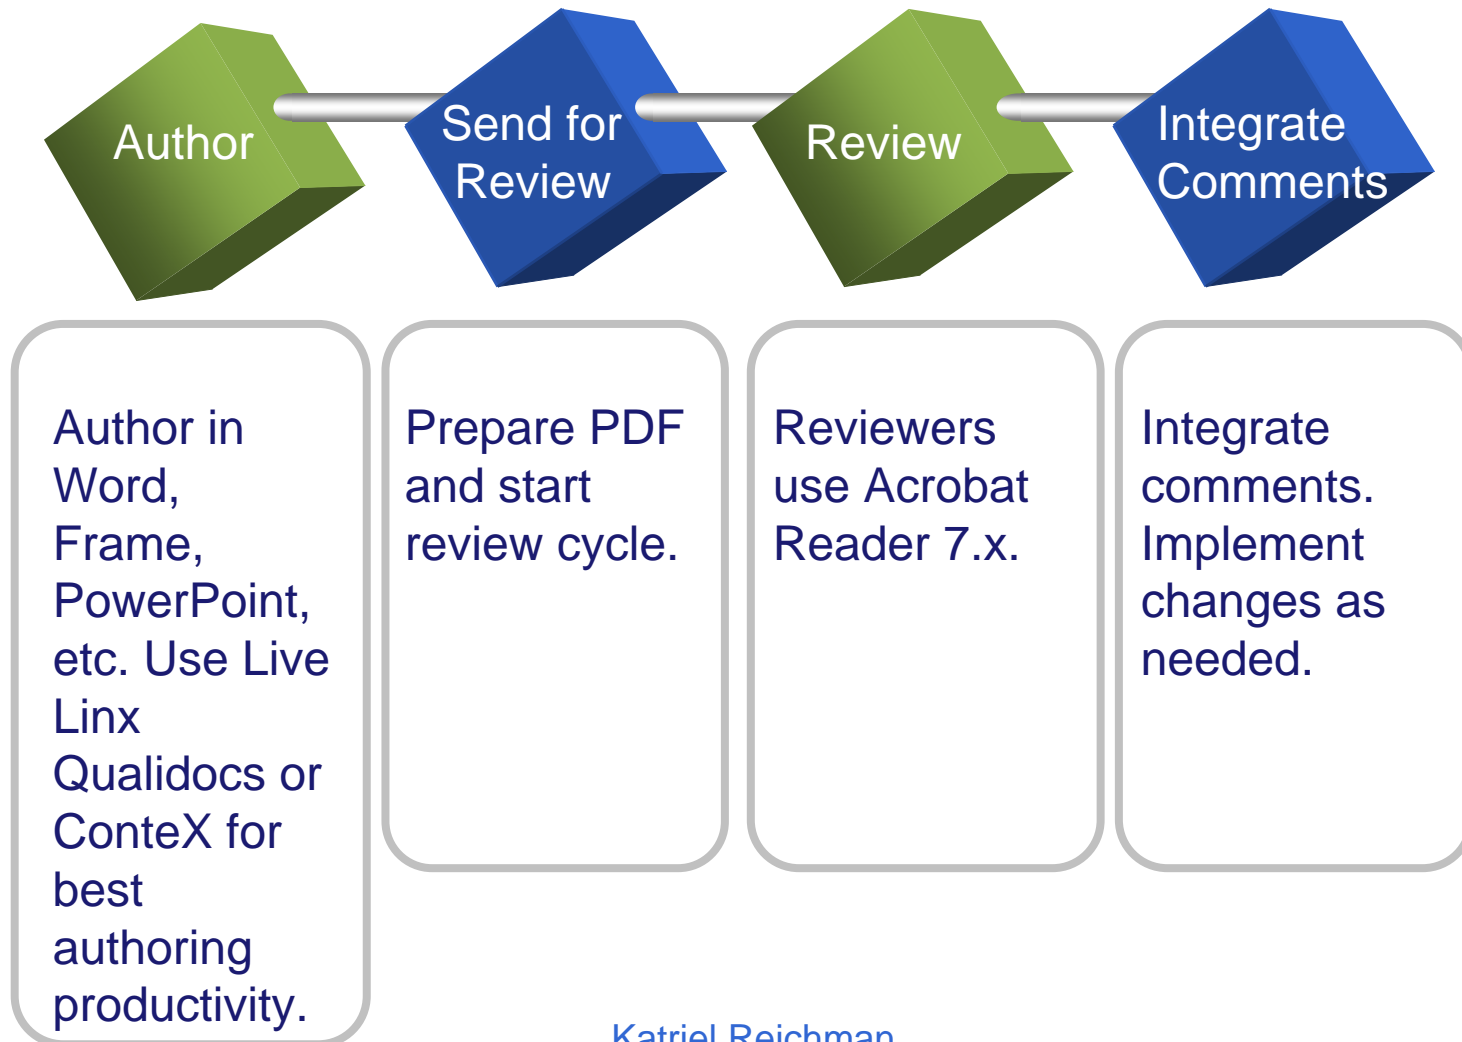 Author
Send for
Review
Review
Integrate
Comments
Author in
Word,
Frame,
PowerPoint,
etc. Use Live
Linx
Qualidocs or
ConteX for
best
authoring
productivity.
Prepare PDF
and start
review cycle.
Reviewers
use Acrobat
Reader 7.x.
Integrate
comments.
Implement
changes as
needed.
Katriel Reichman